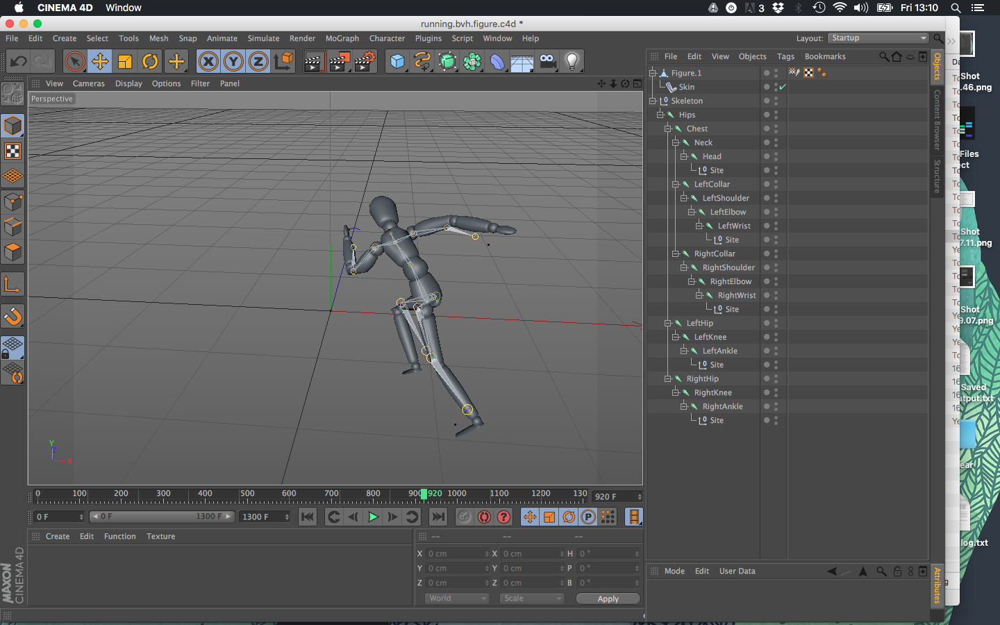 CINEMA 4D Window 3 Fri 13:10
running.bvh.figure.c4d *
File Edit Create Select Tools Mesh Snap Animate Simulate Render MoGraph Character Plugins Script Window Help Layout: Startup
X Y Z
File Edit View Objects Tags Bookmarks
View Cameras Display Options Filter Panel
Perspective
Figure.1
Skin
Skeleton
Hips
Chest
Neck
Head
Site
LeftCollar
LeftShoulder
LeftElbow
LeftWrist
Site
RightCollar
RightShoulder
RightElbow
RightWrist
Site
LeftHip
LeftKnee
LeftAnkle
Site
RightHip
RightKnee
RightAnkle
Site
Objects
Content Browser
Structure
Attributes
Y
Z
X
0 100 200 300 400 500 600 700 800 900 920 1000 1100 1200 130 920 F
0 F 0 F 1300 F 1300 F
P
Create Edit Function Texture
-- -- --
X 0 cm X 0 cm H 0 °
Y 0 cm Y 0 cm P 0 °
Z 0 cm Z 0 cm B 0 °
World Scale Apply
Mode Edit User Data
MAXON
CINEMA 4D
Da
Shot
.46.png
Files
ect
Shot
7.11.png
Shot
9.07.png
Saved
tput.txt
ear
log.txt